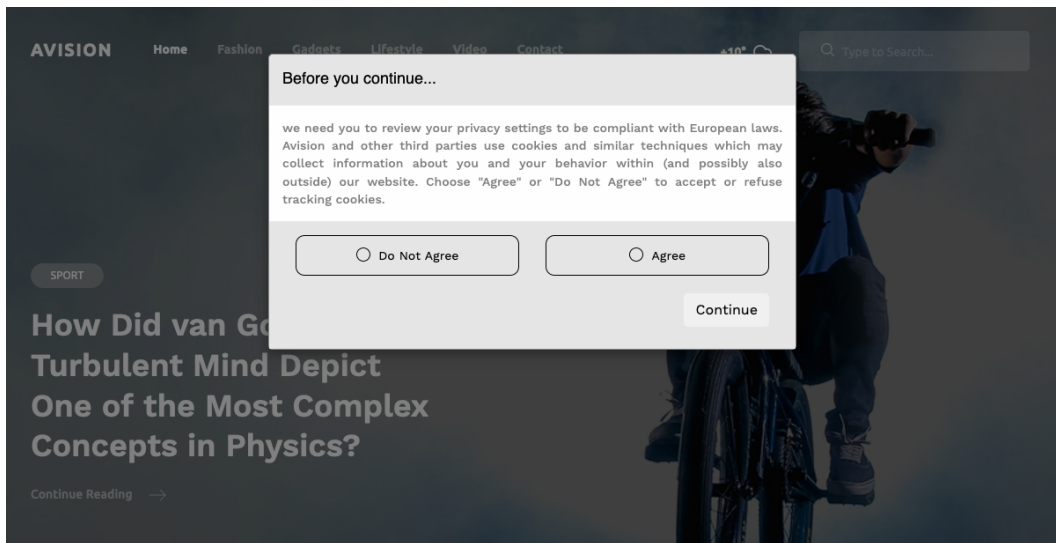 AVISION
Home Fashion Gadgets Lifestyle Video Contact
+10°
Type to Search...
Before you continue...
we need you to review your privacy settings to be compliant with European laws.
Avision and other third parties use cookies and similar techniques which may
collect information about you and your behavior within (and possibly also
outside) our website. Choose "Agree" or "Do Not Agree" to accept or refuse
tracking cookies.
Do Not Agree
Agree
Continue
SPORT
How Did van Go
Turbulent Mind Depict
One of the Most Complex
Concepts in Physics?
Continue Reading →